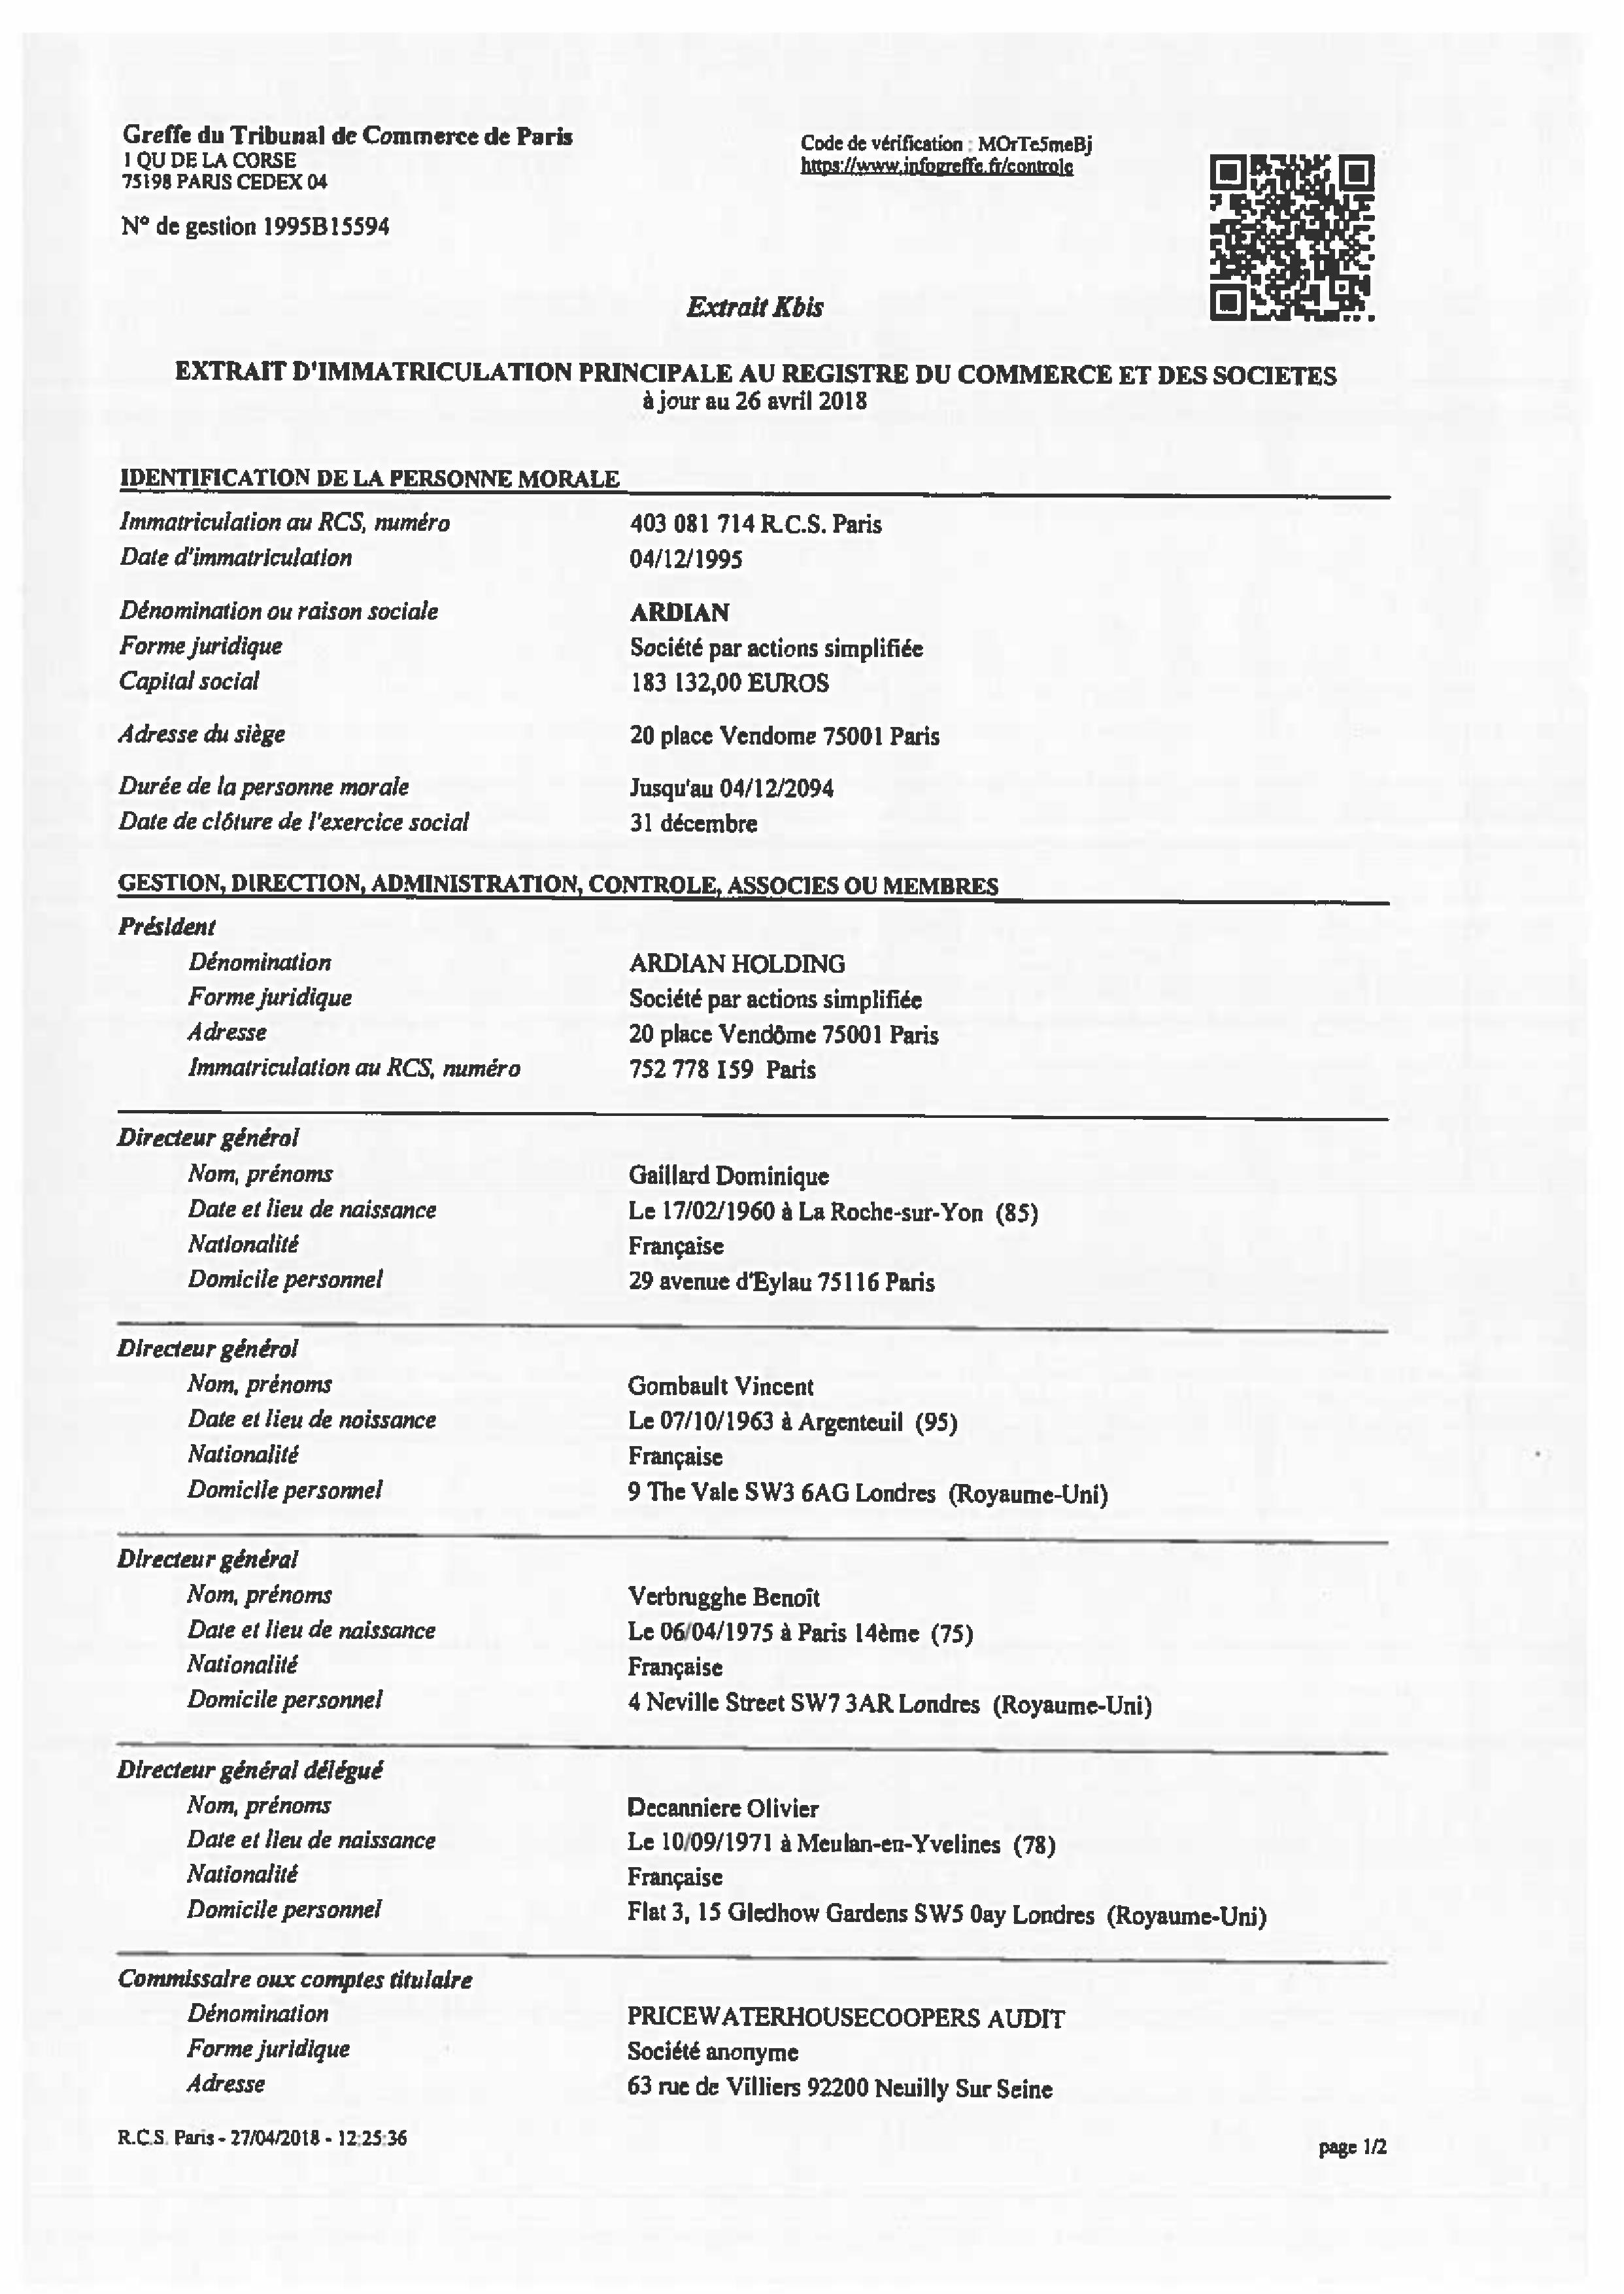 Greffe du Tribunal de Commerce de Paris
1 QU DE LA CORSE
75198 PARIS CEDEX 04
Code de vérification : MOrTe5meBj
https://www.infogreffe.fr/controle
N° de gestion 1995B15594
Extrait Kbis
EXTRAIT D'IMMATRICULATION PRINCIPALE AU REGISTRE DU COMMERCE ET DES SOCIETES
à jour au 26 avril 2018
IDENTIFICATION DE LA PERSONNE MORALE
Immatriculation au RCS, numéro 403 081 714 R.C.S. Paris
Date d'immatriculation 04/12/1995
Dénomination ou raison sociale ARDIAN
Forme juridique Société par actions simplifiée
Capital social 183 132,00 EUROS
Adresse du siège 20 place Vendome 75001 Paris
Durée de la personne morale Jusqu'au 04/12/2094
Date de clôture de l'exercice social 31 décembre
GESTION, DIRECTION, ADMINISTRATION, CONTROLE, ASSOCIES OU MEMBRES
Président
Dénomination ARDIAN HOLDING
Forme juridique Société par actions simplifiée
Adresse 20 place Vendôme 75001 Paris
Immatriculation au RCS, numéro 752 778 159 Paris
Directeur général
Nom, prénoms Gaillard Dominique
Date et lieu de naissance Le 17/02/1960 à La Roche-sur-Yon (85)
Nationalité Française
Domicile personnel 29 avenue d'Eylau 75116 Paris
Directeur général
Nom, prénoms Gombault Vincent
Date et lieu de naissance Le 07/10/1963 à Argenteuil (95)
Nationalité Française
Domicile personnel 9 The Vale SW3 6AG Londres (Royaume-Uni)
Directeur général
Nom, prénoms Verbrugghe Benoît
Date et lieu de naissance Le 06/04/1975 à Paris 14ème (75)
Nationalité Française
Domicile personnel 4 Neville Street SW7 3AR Londres (Royaume-Uni)
Directeur général délégué
Nom, prénoms Decanniere Olivier
Date et lieu de naissance Le 10/09/1971 à Meulan-en-Yvelines (78)
Nationalité Française
Domicile personnel Flat 3, 15 Gledhow Gardens SW5 0ay Londres (Royaume-Uni)
Commissaire aux comptes titulaire
Dénomination PRICEWATERHOUSECOOPERS AUDIT
Forme juridique Société anonyme
Adresse 63 rue de Villiers 92200 Neuilly Sur Seine
R.C.S. Paris - 27/04/2018 - 12:25:36
page 1/2